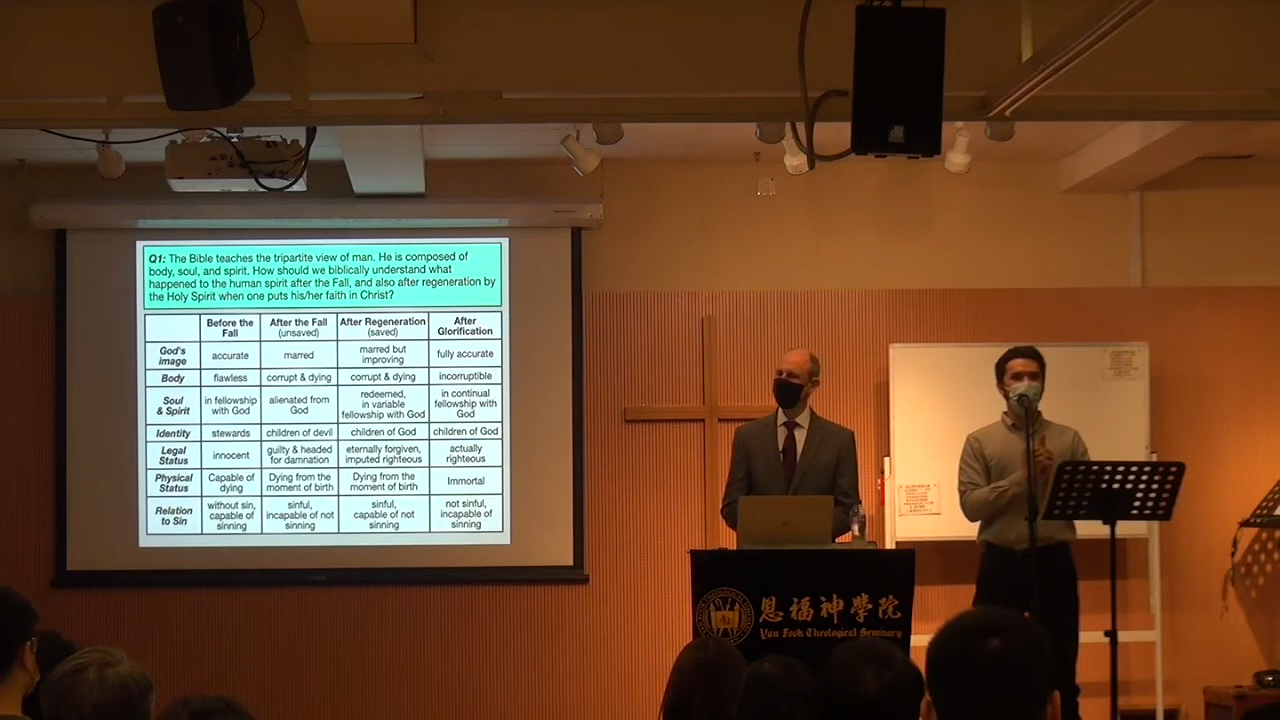 Q1: The Bible teaches the tripartite view of man. He is composed of
body, soul, and spirit. How should we biblically understand what
happened to the human spirit after the Fall, and also after regeneration by
the Holy Spirit when one puts his/her faith in Christ?
Before the Fall
After the Fall (unsaved)
After Regeneration (saved)
After Glorification
God's image
accurate
marred
marred but improving
fully accurate
Body
flawless
corrupt & dying
corrupt & dying
incorruptible
Soul & Spirit
in fellowship with God
alienated from God
redeemed, in variable fellowship with God
in continual fellowship with God
Identity
stewards
children of devil
children of God
children of God
Legal Status
innocent
guilty & headed for damnation
eternally forgiven, imputed righteous
actually righteous
Physical Status
Capable of dying
Dying from the moment of birth
Dying from the moment of birth
Immortal
Relation to Sin
without sin, capable of sinning
sinful, incapable of not sinning
sinful, capable of not sinning
not sinful, incapable of sinning
恩福神學院
Yan Fook Theological Seminary